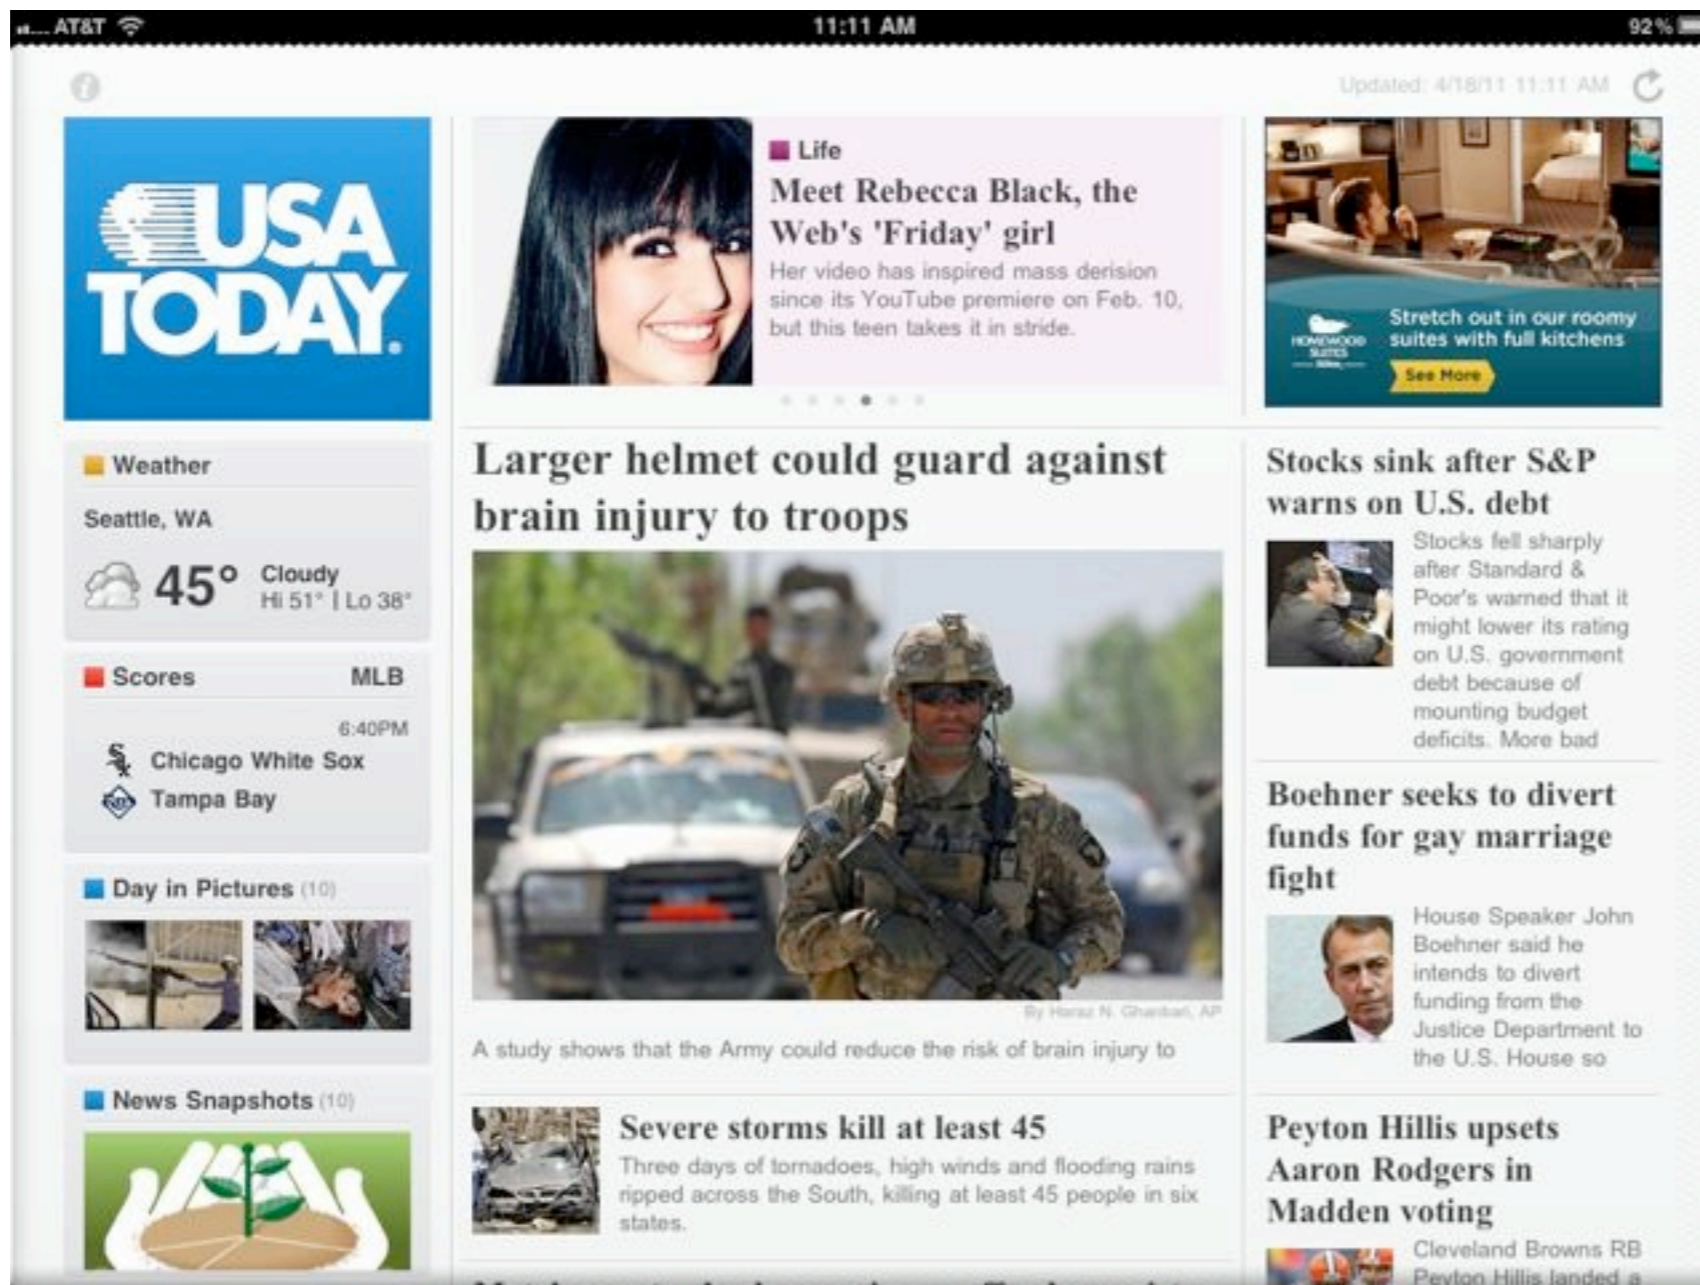 AT&T
11:11 AM
92%
Updated: 4/18/11 11:11 AM
USA
TODAY.
Life
Meet Rebecca Black, the
Web's 'Friday' girl
Her video has inspired mass derision
since its YouTube premiere on Feb. 10,
but this teen takes it in stride.
HOMEWOOD
SUITES
Stretch out in our roomy
suites with full kitchens
See More
Weather
Seattle, WA
45° Cloudy
Hi 51° | Lo 38°
Scores MLB
6:40PM
Chicago White Sox
Tampa Bay
Day in Pictures (10)
News Snapshots (10)
Larger helmet could guard against
brain injury to troops
By Haraz N. Ghanbari, AP
A study shows that the Army could reduce the risk of brain injury to
Severe storms kill at least 45
Three days of tornadoes, high winds and flooding rains
ripped across the South, killing at least 45 people in six
states.
Stocks sink after S&P
warns on U.S. debt
Stocks fell sharply
after Standard &
Poor's warned that it
might lower its rating
on U.S. government
debt because of
mounting budget
deficits. More bad
Boehner seeks to divert
funds for gay marriage
fight
House Speaker John
Boehner said he
intends to divert
funding from the
Justice Department to
the U.S. House so
Peyton Hillis upsets
Aaron Rodgers in
Madden voting
Cleveland Browns RB
Peyton Hillis landed a